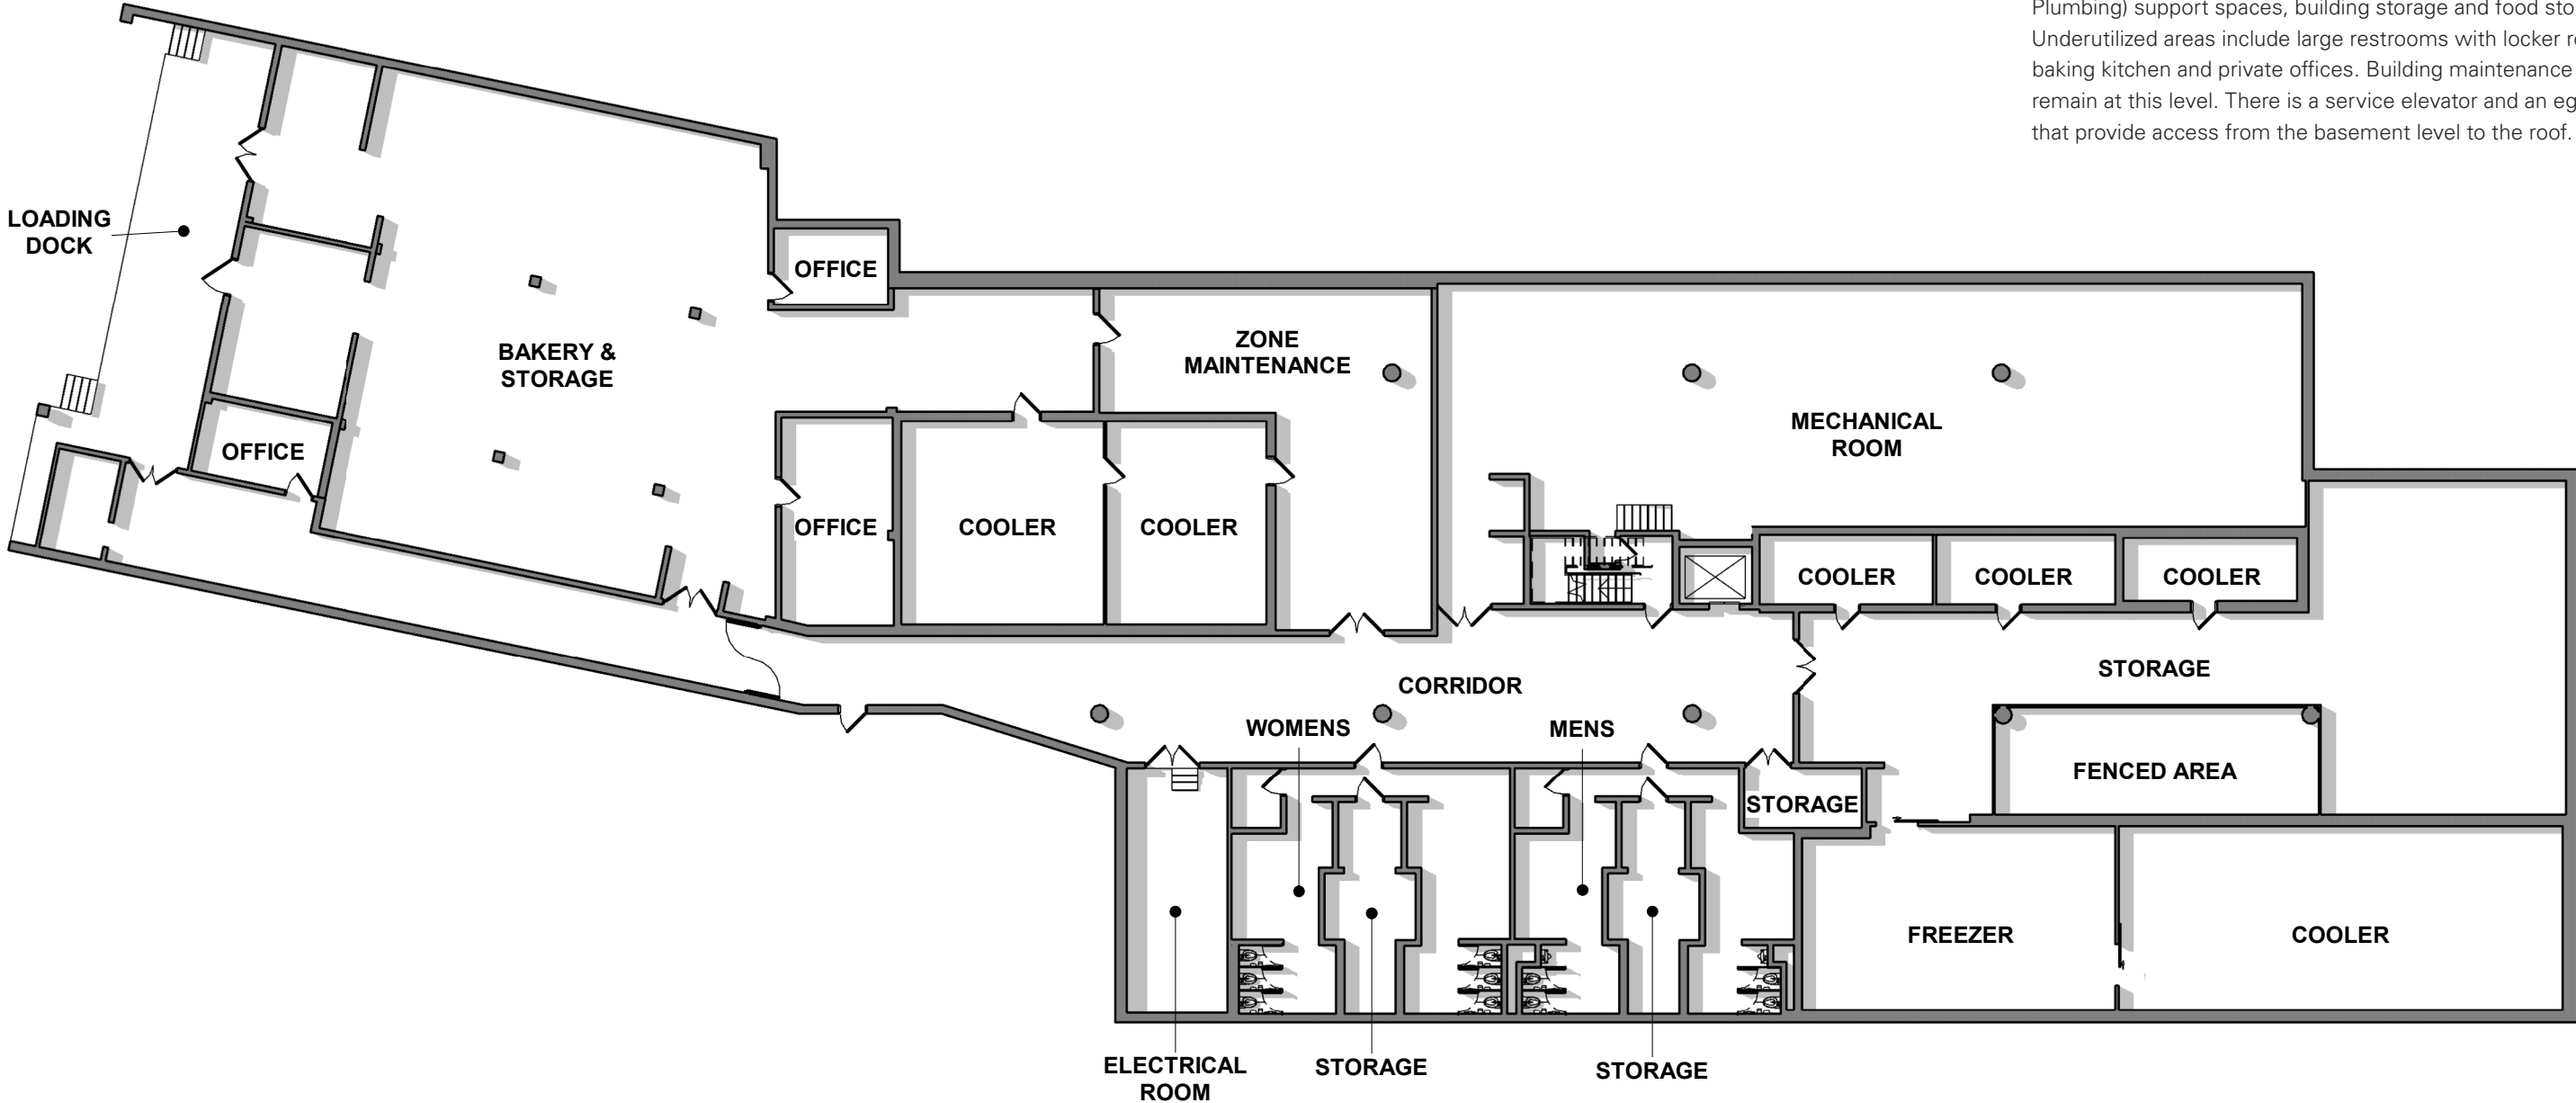 Plumbing) support spaces, building storage and food sto
Underutilized areas include large restrooms with locker r
baking kitchen and private offices. Building maintenance
remain at this level. There is a service elevator and an eg
that provide access from the basement level to the roof.
LOADING
DOCK
OFFICE
BAKERY &
STORAGE
ZONE
MAINTENANCE
MECHANICAL
ROOM
OFFICE
OFFICE
COOLER
COOLER
COOLER
COOLER
COOLER
STORAGE
CORRIDOR
WOMENS
MENS
FENCED AREA
STORAGE
FREEZER
COOLER
ELECTRICAL
ROOM
STORAGE
STORAGE